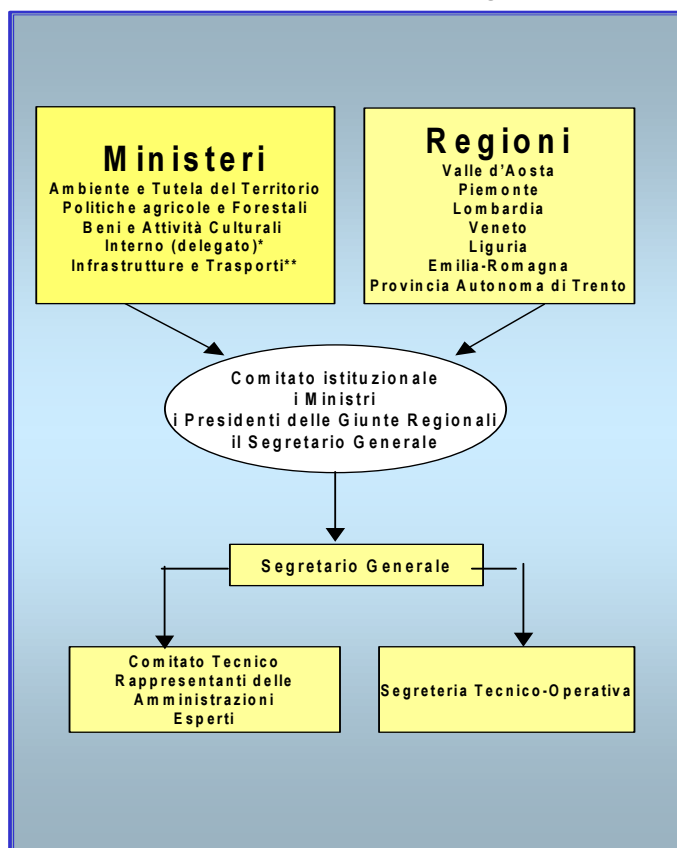 Ministeri
Ambiente e Tutela del Territorio
Politiche agricole e Forestali
Beni e Attività Culturali
Interno (delegato)*
Infrastrutture e Trasporti**
Regioni
Valle d'Aosta
Piemonte
Lombardia
Veneto
Liguria
Emilia-Romagna
Provincia Autonoma di Trento
Comitato istituzionale
i Ministri
i Presidenti delle Giunte Regionali
il Segretario Generale
Segretario Generale
Comitato Tecnico
Rappresentanti delle
Amministrazioni
Esperti
Segreteria Tecnico-Operativa